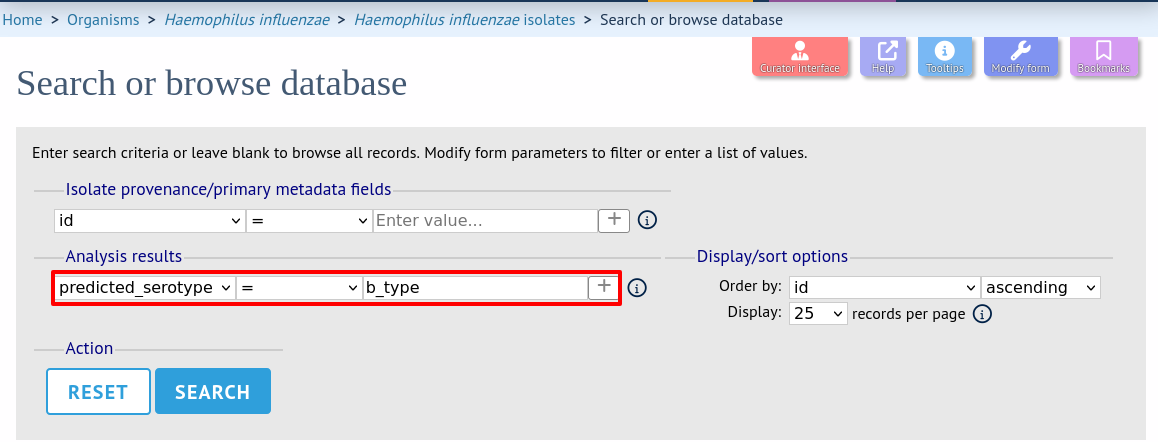 Home > Organisms > Haemophilus influenzae > Haemophilus influenzae isolates > Search or browse database
Curator interface
Help
Tooltips
Modify form
Bookmarks
Search or browse database
Enter search criteria or leave blank to browse all records. Modify form parameters to filter or enter a list of values.
Isolate provenance/primary metadata fields
id = Enter value... +
Analysis results
predicted_serotype = b_type +
Display/sort options
Order by: id ascending
Display: 25 records per page
Action
RESET SEARCH